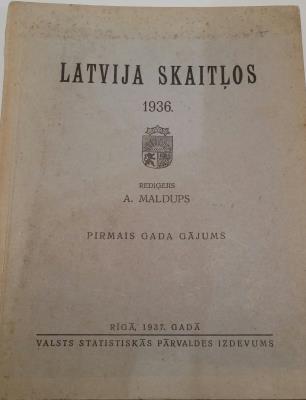 LATVIJA SKAITĻOS
1936.
REDIĢĒJIS
A. MALDUPS
PIRMAIS GADA GĀJUMS
RĪGĀ, 1937. GADĀ
VALSTS STATISTISKĀS PĀRVALDES IZDEVUMS